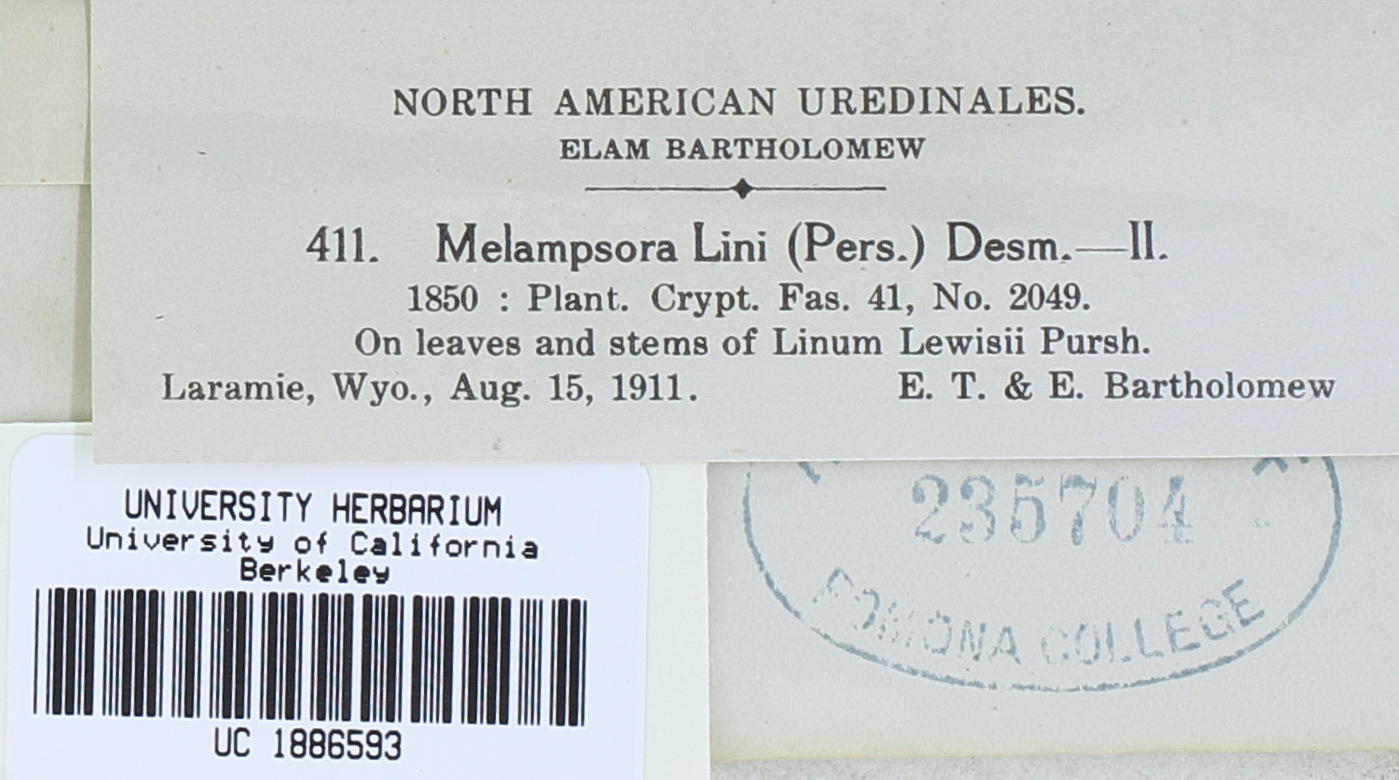 NORTH AMERICAN UREDINALES.
ELAM BARTHOLOMEW
411. Melampsora Lini (Pers.) Desm.—II.
1850 : Plant. Crypt. Fas. 41, No. 2049.
On leaves and stems of Linum Lewisii Pursh.
Laramie, Wyo., Aug. 15, 1911. E. T. & E. Bartholomew
UNIVERSITY HERBARIUM
University of California
Berkeley
UC 1886593
235704
POMONA COLLEGE